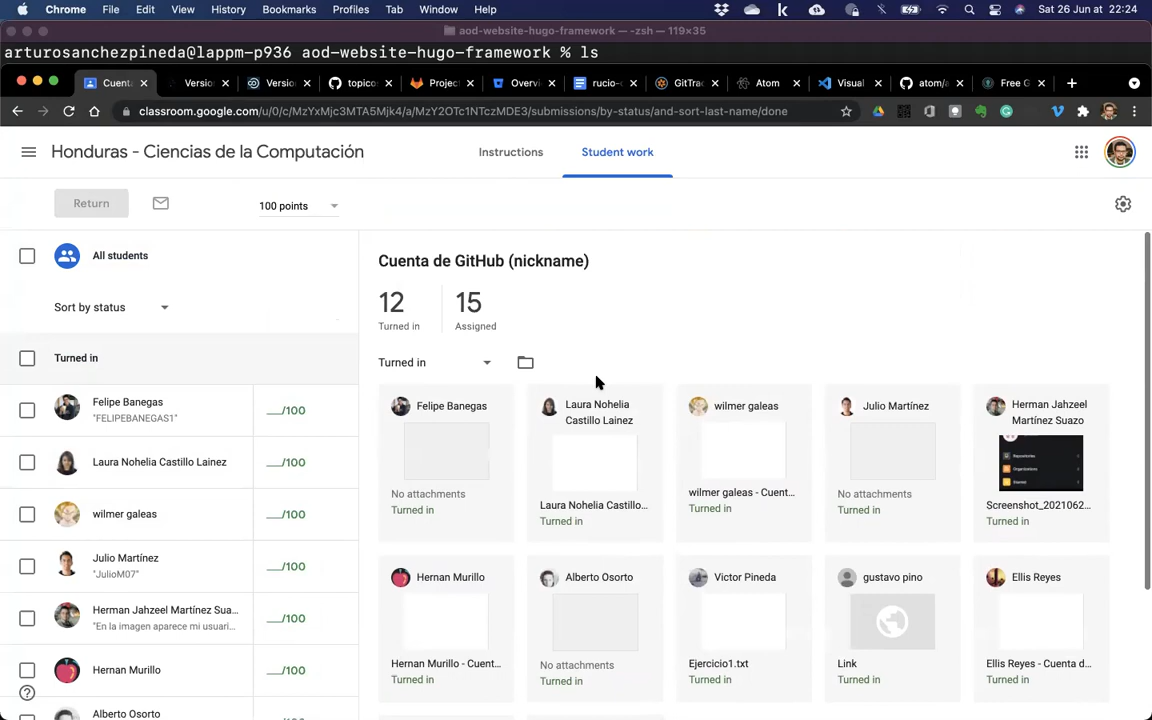 Chrome File Edit View History Bookmarks Profiles Tab Window Help Sat 26 Jun at 22:24
aod-website-hugo-framework — -zsh — 119×35
arturosanchezpineda@lappm-p936 aod-website-hugo-framework % ls
Cuenta Version Version topicos Project Overvi rucio- GitTra Atom Visual atom/a Free G
classroom.google.com/u/0/c/MzYxMjc3MTA5Mjk4/a/MzY2OTc1NTczMDE3/submissions/by-status/and-sort-last-name/done
Honduras - Ciencias de la Computación
Instructions
Student work
Return
100 points
All students
Sort by status
Turned in
Felipe Banegas
"FELIPEBANEGAS1"
__/100
Laura Nohelia Castillo Lainez
__/100
wilmer galeas
__/100
Julio Martínez
"JulioM07"
__/100
Herman Jahzeel Martínez Sua...
"En la imagen aparece mi usuari...
__/100
Hernan Murillo
__/100
Alberto Osorto
Cuenta de GitHub (nickname)
12
Turned in
15
Assigned
Turned in
Felipe Banegas
No attachments
Turned in
Laura Nohelia
Castillo Lainez
Laura Nohelia Castillo...
Turned in
wilmer galeas
wilmer galeas - Cuent...
Turned in
Julio Martínez
No attachments
Turned in
Herman Jahzeel
Martínez Suazo
Screenshot_2021062...
Turned in
Hernan Murillo
Hernan Murillo - Cuent...
Turned in
Alberto Osorto
No attachments
Turned in
Victor Pineda
Ejercicio1.txt
Turned in
gustavo pino
Link
Turned in
Ellis Reyes
Ellis Reyes - Cuenta d...
Turned in